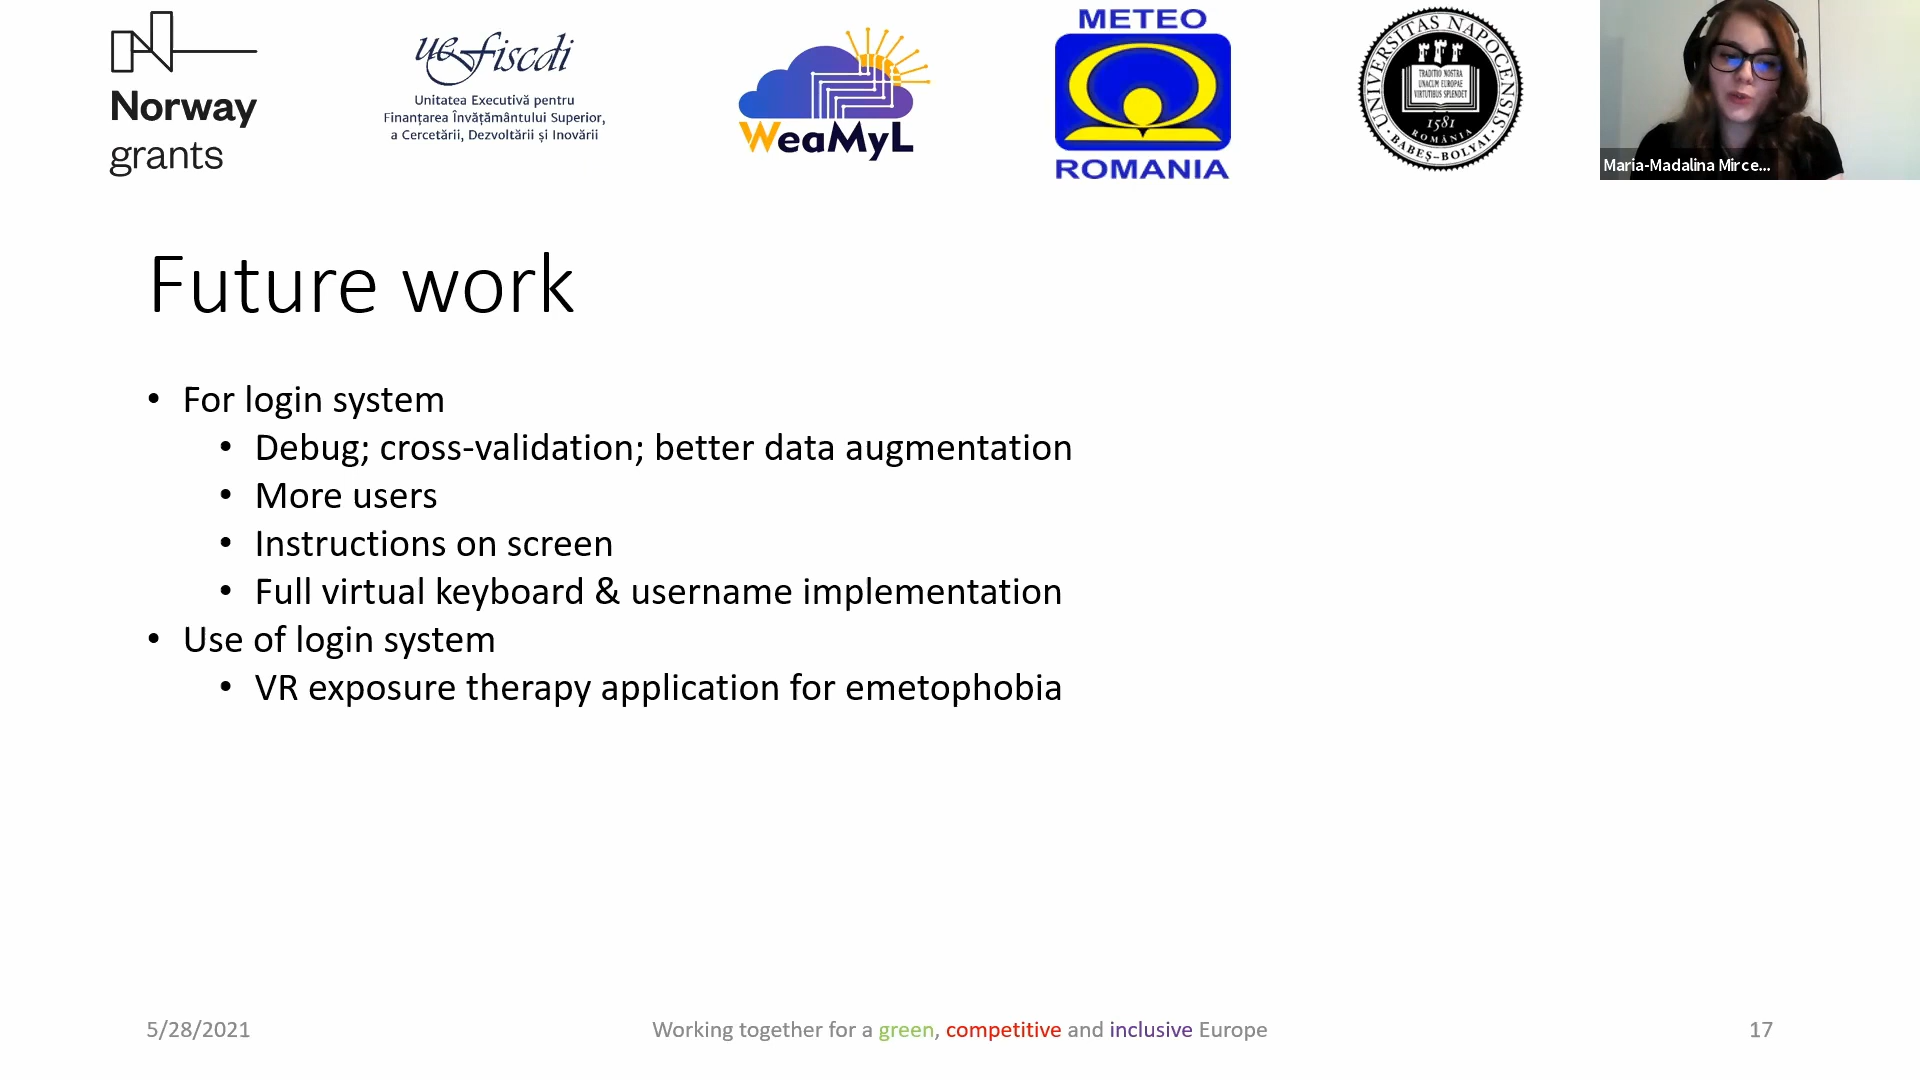 Norway
grants
uefiscdi
Unitatea Executivă pentru
Finanțarea Învățământului Superior,
a Cercetării, Dezvoltării și Inovării
WeaMyL
METEO
ROMANIA
UNIVERSITAS NAPOCENSIS
TRADITIO NOSTRA
UNACUM EUROPAE
VIRTUTIBUS SPLENDET
1581
ROMÂNIA
BABEȘ-BOLYAI
Maria-Madalina Mirce...
Future work
• For login system
• Debug; cross-validation; better data augmentation
• More users
• Instructions on screen
• Full virtual keyboard & username implementation
• Use of login system
• VR exposure therapy application for emetophobia
5/28/2021
Working together for a green, competitive and inclusive Europe
17